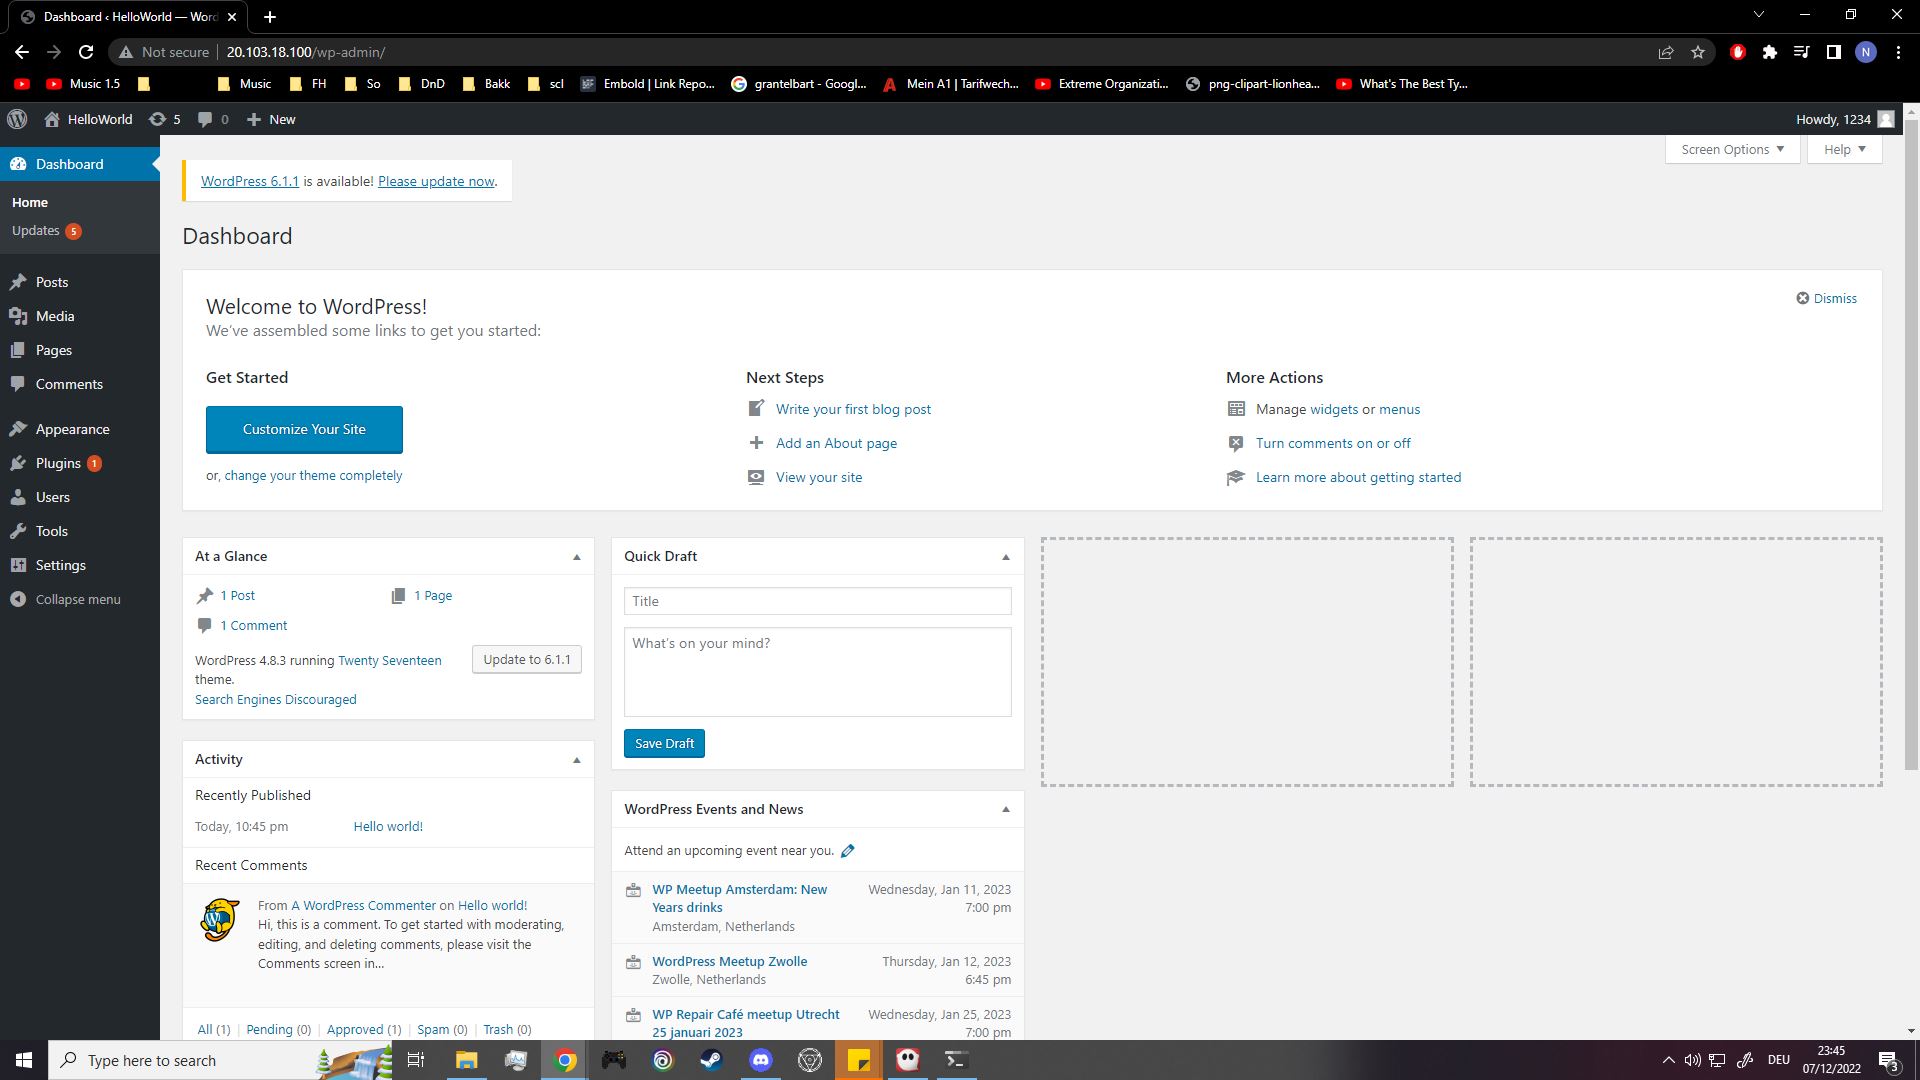 Dashboard ‹ HelloWorld — Word
Not secure 20.103.18.100/wp-admin/
N
Music 1.5
Music
FH
So
DnD
Bakk
scl
Embold | Link Repo...
grantelbart - Googl...
Mein A1 | Tarifwech...
Extreme Organizati...
png-clipart-lionhea...
What's The Best Ty...
HelloWorld 5 0 New
Howdy, 1234
Dashboard
Home
Updates 5
Posts
Media
Pages
Comments
Appearance
Plugins 1
Users
Tools
Settings
Collapse menu
Screen Options Help
WordPress 6.1.1 is available! Please update now.
Dashboard
Welcome to WordPress!
We've assembled some links to get you started:
Dismiss
Get Started
Customize Your Site
or, change your theme completely
Next Steps
Write your first blog post
Add an About page
View your site
More Actions
Manage widgets or menus
Turn comments on or off
Learn more about getting started
At a Glance
1 Post 1 Page
1 Comment
WordPress 4.8.3 running Twenty Seventeen
theme.
Update to 6.1.1
Search Engines Discouraged
Activity
Recently Published
Today, 10:45 pm Hello world!
Recent Comments
From A WordPress Commenter on Hello world!
Hi, this is a comment. To get started with moderating,
editing, and deleting comments, please visit the
Comments screen in...
All (1) | Pending (0) | Approved (1) | Spam (0) | Trash (0)
Quick Draft
Title
What's on your mind?
Save Draft
WordPress Events and News
Attend an upcoming event near you.
WP Meetup Amsterdam: New
Years drinks
Amsterdam, Netherlands
Wednesday, Jan 11, 2023
7:00 pm
WordPress Meetup Zwolle
Zwolle, Netherlands
Thursday, Jan 12, 2023
6:45 pm
WP Repair Café meetup Utrecht
25 januari 2023
Wednesday, Jan 25, 2023
7:00 pm
Type here to search
DEU
23:45
07/12/2022
3